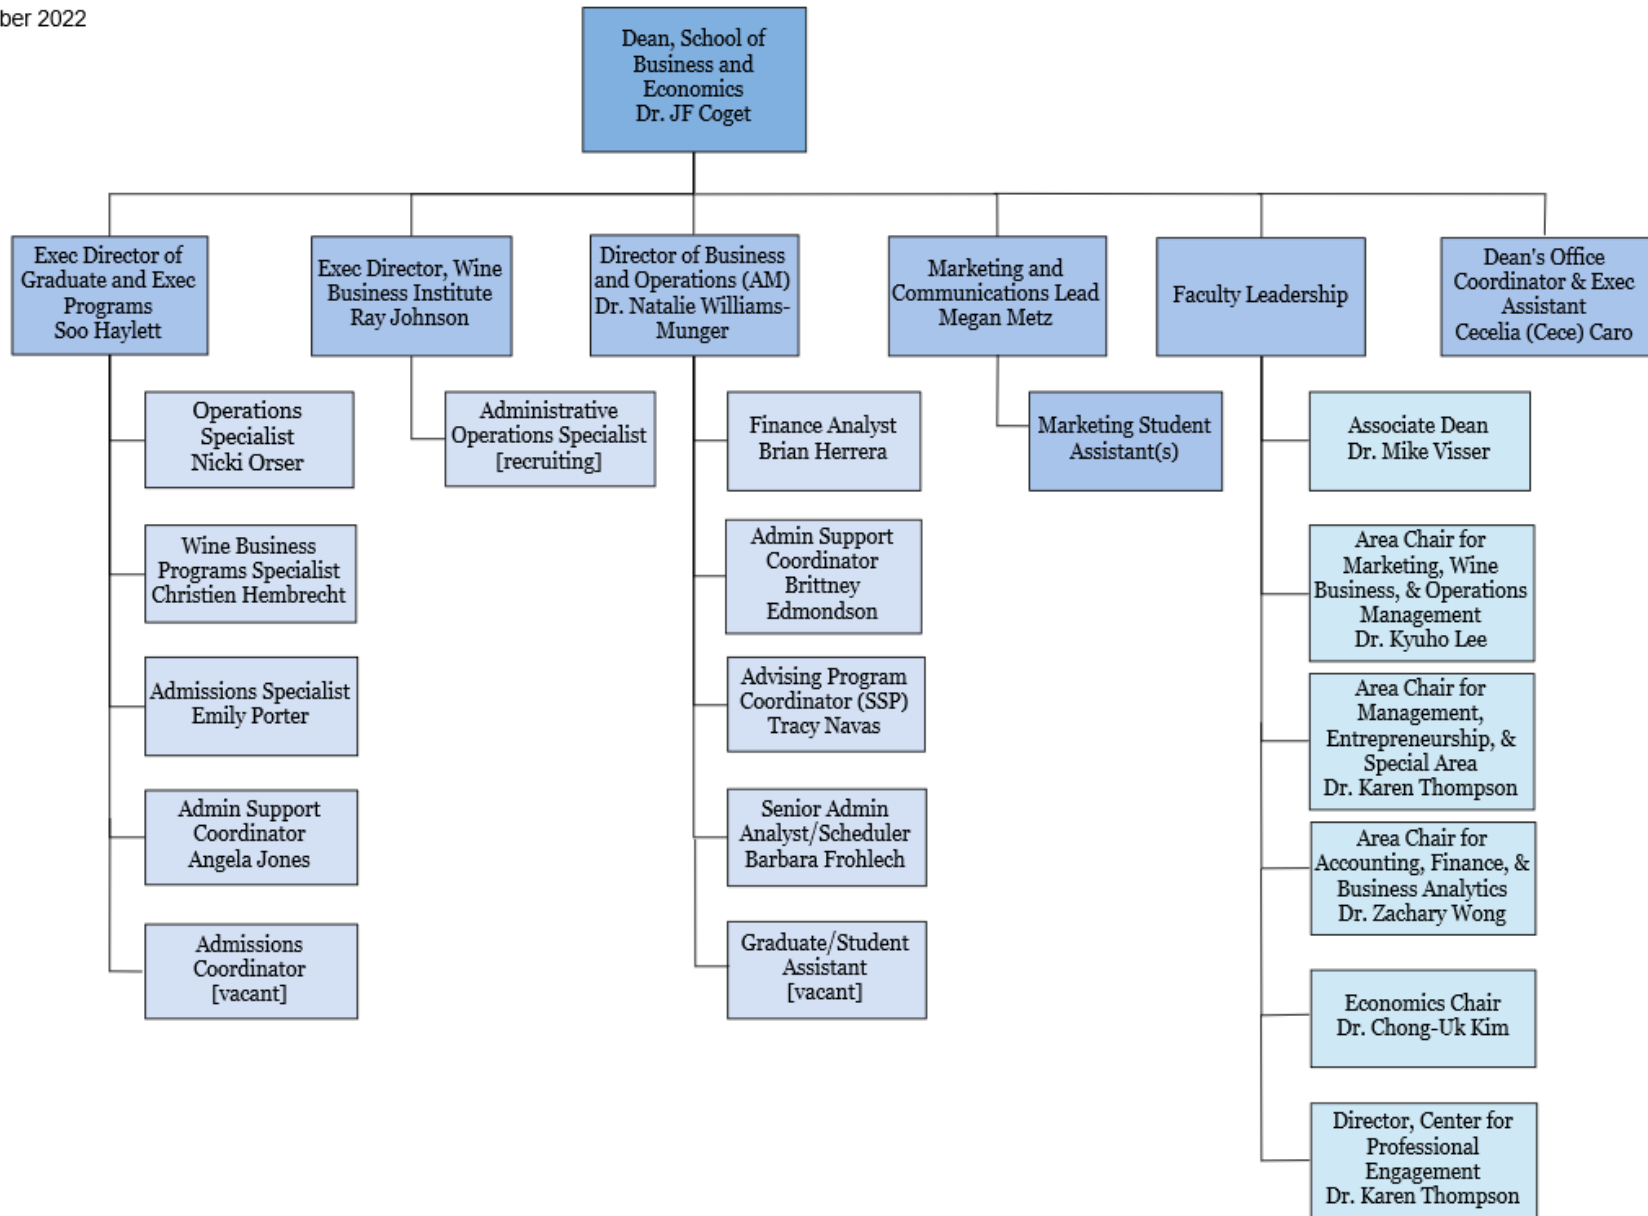 ber 2022
Dean, School of
Business and
Economics
Dr. JF Coget
Exec Director of
Graduate and Exec
Programs
Soo Haylett
Exec Director, Wine
Business Institute
Ray Johnson
Director of Business
and Operations (AM)
Dr. Natalie Williams-
Munger
Marketing and
Communications Lead
Megan Metz
Faculty Leadership
Dean's Office
Coordinator & Exec
Assistant
Cecelia (Cece) Caro
Operations
Specialist
Nicki Orser
Wine Business
Programs Specialist
Christien Hembrecht
Admissions Specialist
Emily Porter
Admin Support
Coordinator
Angela Jones
Admissions
Coordinator
[vacant]
Administrative
Operations Specialist
[recruiting]
Finance Analyst
Brian Herrera
Admin Support
Coordinator
Brittney
Edmondson
Advising Program
Coordinator (SSP)
Tracy Navas
Senior Admin
Analyst/Scheduler
Barbara Frohlech
Graduate/Student
Assistant
[vacant]
Marketing Student
Assistant(s)
Associate Dean
Dr. Mike Visser
Area Chair for
Marketing, Wine
Business, & Operations
Management
Dr. Kyuho Lee
Area Chair for
Management,
Entrepreneurship, &
Special Area
Dr. Karen Thompson
Area Chair for
Accounting, Finance, &
Business Analytics
Dr. Zachary Wong
Economics Chair
Dr. Chong-Uk Kim
Director, Center for
Professional
Engagement
Dr. Karen Thompson